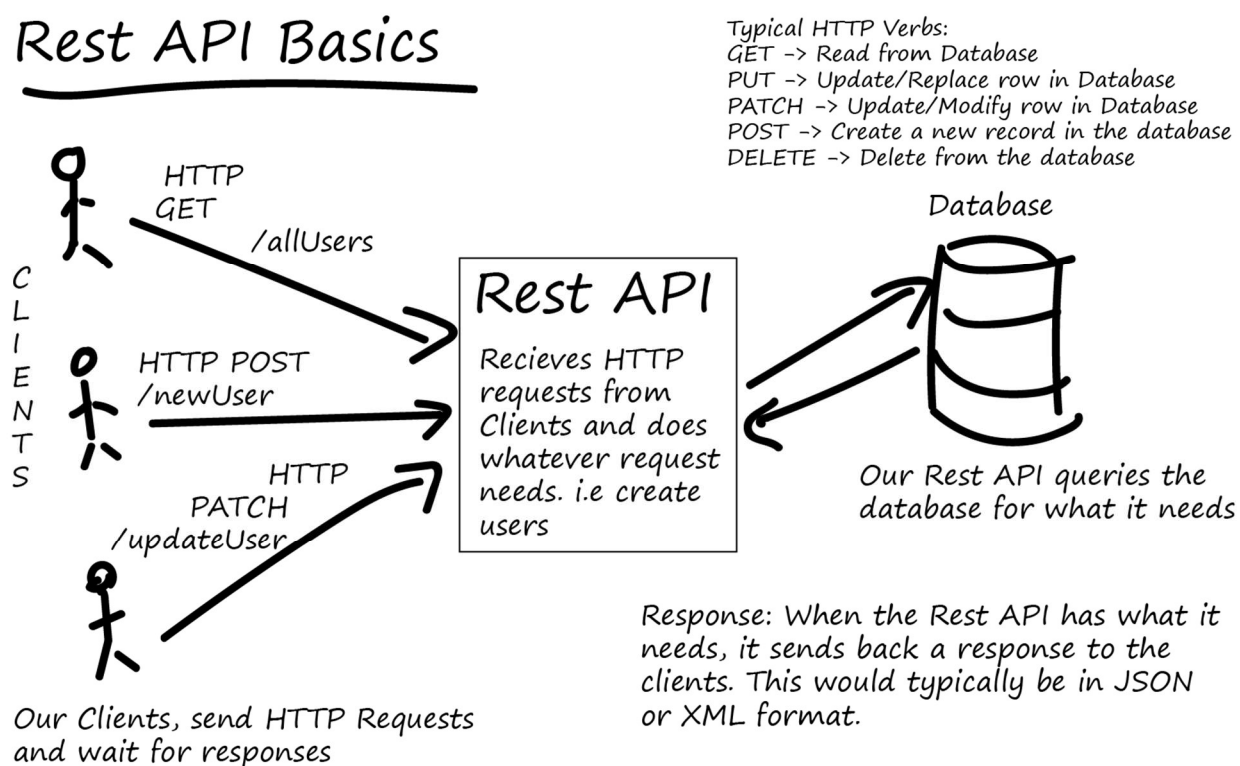 Rest API Basics
Typical HTTP Verbs:
GET -> Read from Database
PUT -> Update/Replace row in Database
PATCH -> Update/Modify row in Database
POST -> Create a new record in the database
DELETE -> Delete from the database
CLIENTS
HTTP
GET
/allUsers
HTTP POST
/newUser
HTTP
PATCH
/updateUser
Our Clients, send HTTP Requests
and wait for responses
Rest API
Recieves HTTP
requests from
Clients and does
whatever request
needs. i.e create
users
Database
Our Rest API queries the
database for what it needs
Response: When the Rest API has what it
needs, it sends back a response to the
clients. This would typically be in JSON
or XML format.